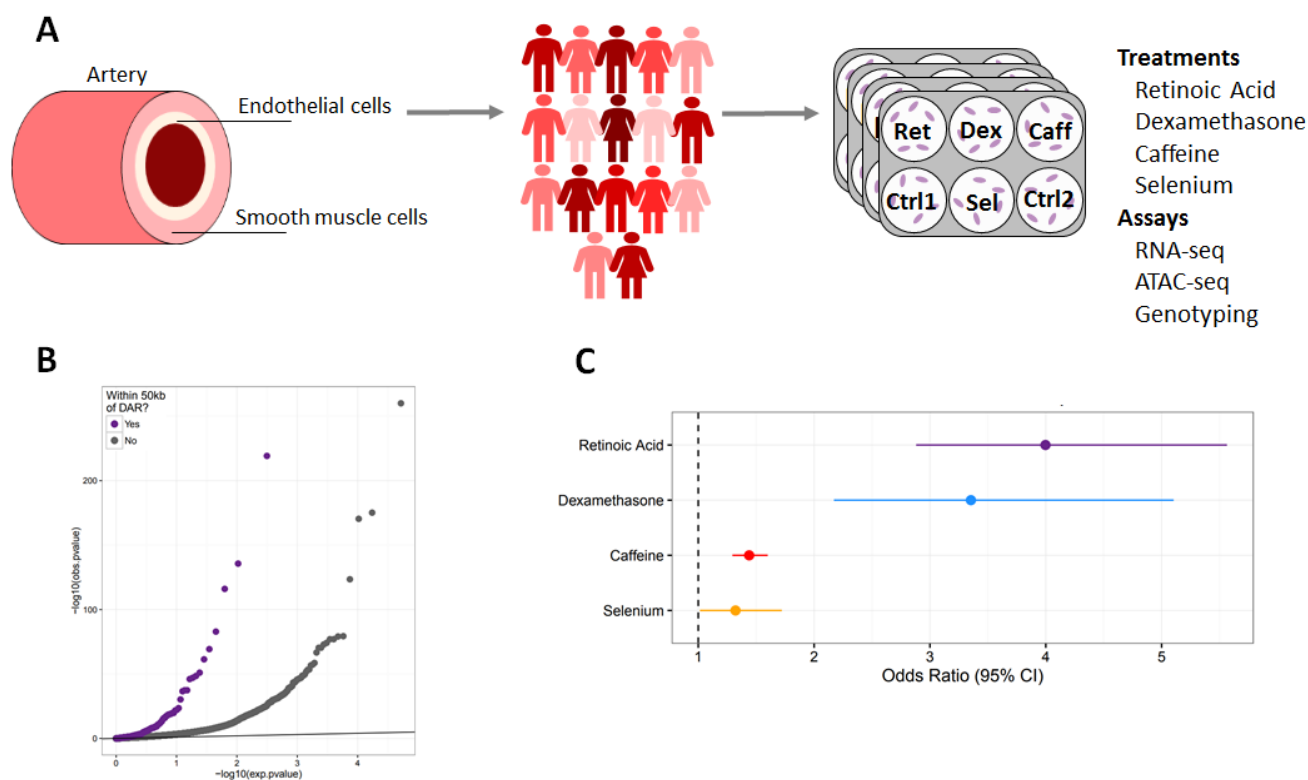 A
Artery
Endothelial cells
Smooth muscle cells
Ret
Dex
Caff
Ctrl1
Sel
Ctrl2
Treatments
Retinoic Acid
Dexamethasone
Caffeine
Selenium
Assays
RNA-seq
ATAC-seq
Genotyping
B
Within 50kb
of DAR?
Yes
No
200
100
0
−log10(obs.pvalue)
0 1 2 3 4
−log10(exp.pvalue)
C
Retinoic Acid
Dexamethasone
Caffeine
Selenium
1 2 3 4 5
Odds Ratio (95% CI)